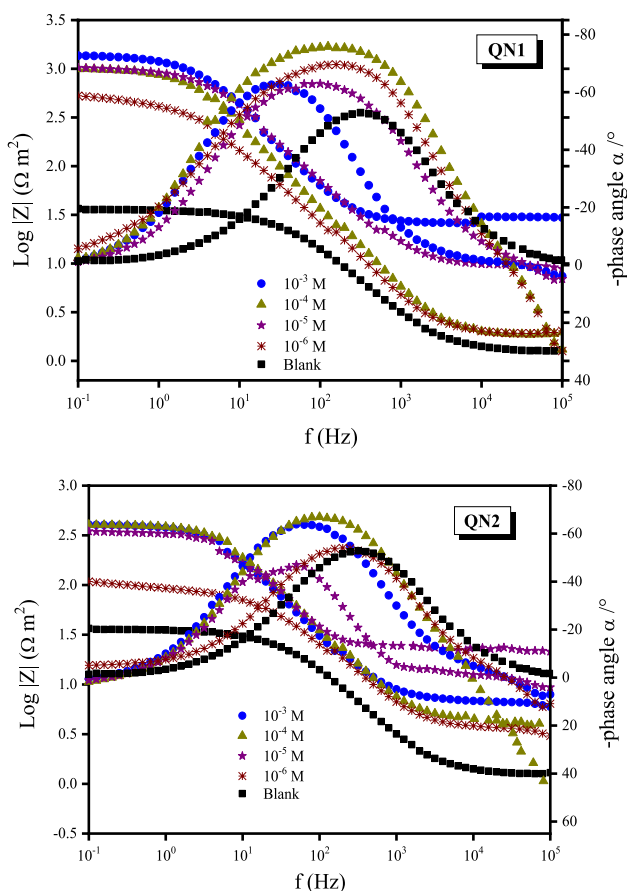 QN1
Log |Z| (Ω m²)
-phase angle α /°
3.5
3.0
2.5
2.0
1.5
1.0
0.5
0.0
-80
-60
-40
-20
0
20
40
10⁻³ M
10⁻⁴ M
10⁻⁵ M
10⁻⁶ M
Blank
10⁻¹ 10⁰ 10¹ 10² 10³ 10⁴ 10⁵
f (Hz)
QN2
Log |Z| (Ω m²)
-phase angle α /°
3.0
2.5
2.0
1.5
1.0
0.5
0.0
-0.5
-80
-60
-40
-20
0
20
40
60
10⁻³ M
10⁻⁴ M
10⁻⁵ M
10⁻⁶ M
Blank
10⁻¹ 10⁰ 10¹ 10² 10³ 10⁴ 10⁵
f (Hz)